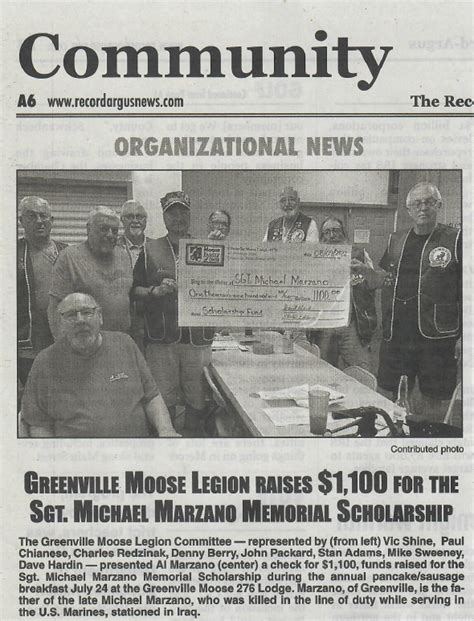 Community
A6 www.recordargusnews.com
The Rec
ORGANIZATIONAL NEWS
SGT. Michael Marzano
One thousand one hundred and
1100.00
Scholarship Fund
Contributed photo
GREENVILLE MOOSE LEGION RAISES $1,100 FOR THE
SGT. MICHAEL MARZANO MEMORIAL SCHOLARSHIP
The Greenville Moose Legion Committee — represented by (from left) Vic Shine, Paul
Chianese, Charles Redzinak, Denny Berry, John Packard, Stan Adams, Mike Sweeney,
Dave Hardin — presented Al Marzano (center) a check for $1,100, funds raised for the
Sgt. Michael Marzano Memorial Scholarship during the annual pancake/sausage
breakfast July 24 at the Greenville Moose 276 Lodge. Marzano, of Greenville, is the fa-
ther of the late Michael Marzano, who was killed in the line of duty while serving in
the U.S. Marines, stationed in Iraq.